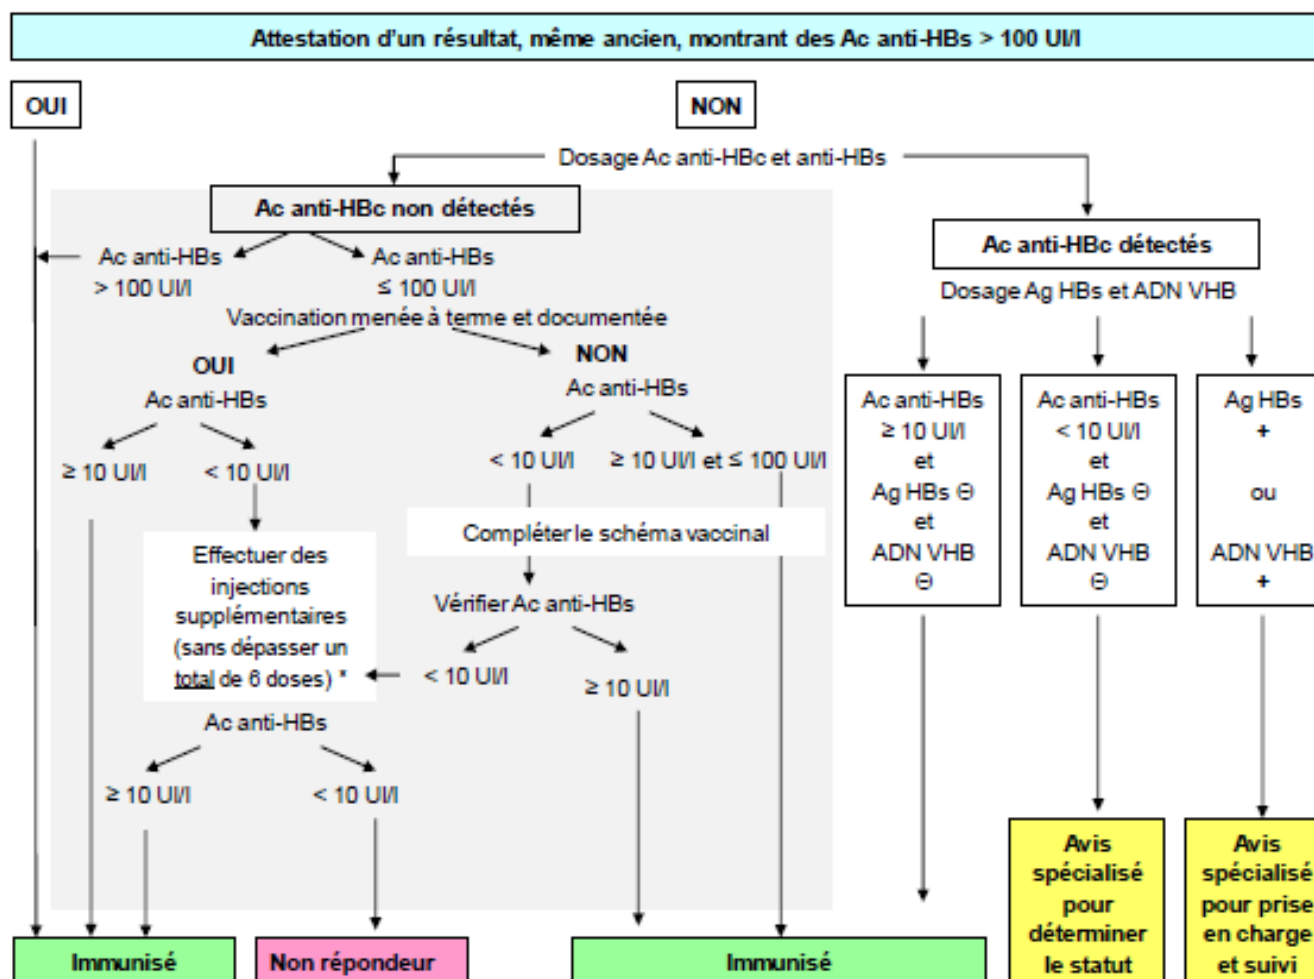 Attestation d'un résultat, même ancien, montrant des Ac anti-HBs > 100 UI/l
OUI
NON
Dosage Ac anti-HBc et anti-HBs
Ac anti-HBc non détectés
Ac anti-HBs
> 100 UI/l
Ac anti-HBs
≤ 100 UI/l
Vaccination menée à terme et documentée
OUI
Ac anti-HBs
≥ 10 UI/l
< 10 UI/l
NON
Ac anti-HBs
< 10 UI/l
≥ 10 UI/l et ≤ 100 UI/l
Effectuer des
injections
supplémentaires
(sans dépasser un
total de 6 doses) *
Compléter le schéma vaccinal
Vérifier Ac anti-HBs
< 10 UI/l
≥ 10 UI/l
Ac anti-HBs
≥ 10 UI/l
< 10 UI/l
Ac anti-HBc détectés
Dosage Ag HBs et ADN VHB
Ac anti-HBs
≥ 10 UI/l
et
Ag HBs ⊖
et
ADN VHB
⊖
Ac anti-HBs
< 10 UI/l
et
Ag HBs ⊖
et
ADN VHB
⊖
Ag HBs
+
ou
ADN VHB
+
Immunisé
Non répondeur
Immunisé
Avis
spécialisé
pour
déterminer
le statut
Avis
spécialisé
pour prise
en charge
et suivi